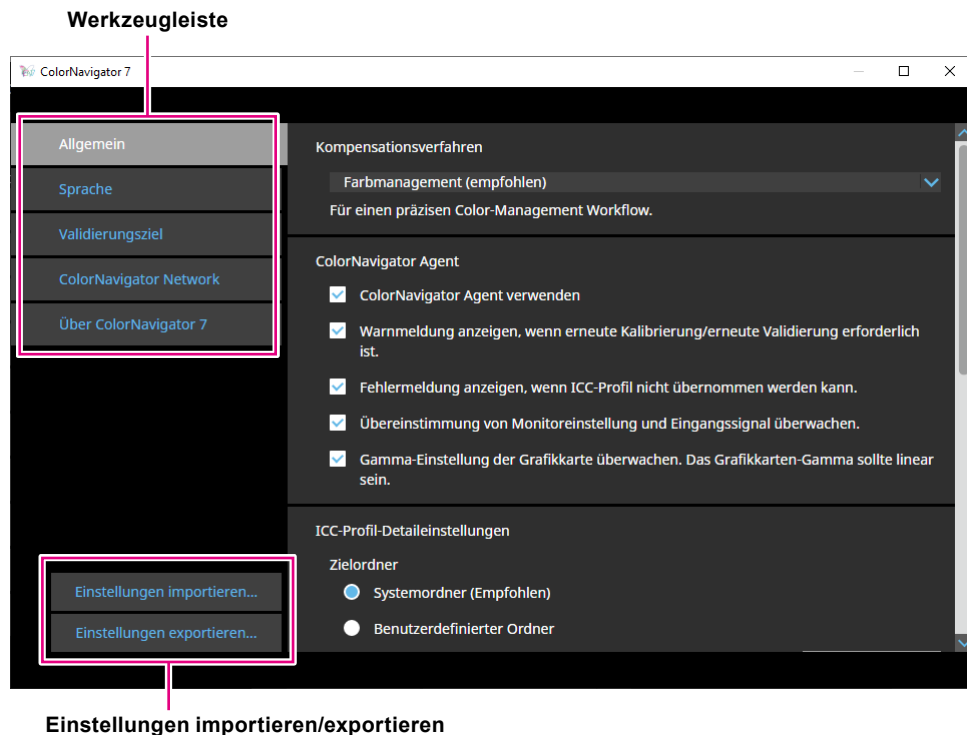 Werkzeugleiste
ColorNavigator 7
Allgemein
Sprache
Validierungsziel
ColorNavigator Network
Über ColorNavigator 7
Kompensationsverfahren
Farbmanagement (empfohlen)
Für einen präzisen Color-Management Workflow.
ColorNavigator Agent
ColorNavigator Agent verwenden
Warnmeldung anzeigen, wenn erneute Kalibrierung/erneute Validierung erforderlich
ist.
Fehlermeldung anzeigen, wenn ICC-Profil nicht übernommen werden kann.
Übereinstimmung von Monitoreinstellung und Eingangssignal überwachen.
Gamma-Einstellung der Grafikkarte überwachen. Das Grafikkarten-Gamma sollte linear
sein.
ICC-Profil-Detaileinstellungen
Zielordner
Systemordner (Empfohlen)
Benutzerdefinierter Ordner
Einstellungen importieren...
Einstellungen exportieren...
Einstellungen importieren/exportieren